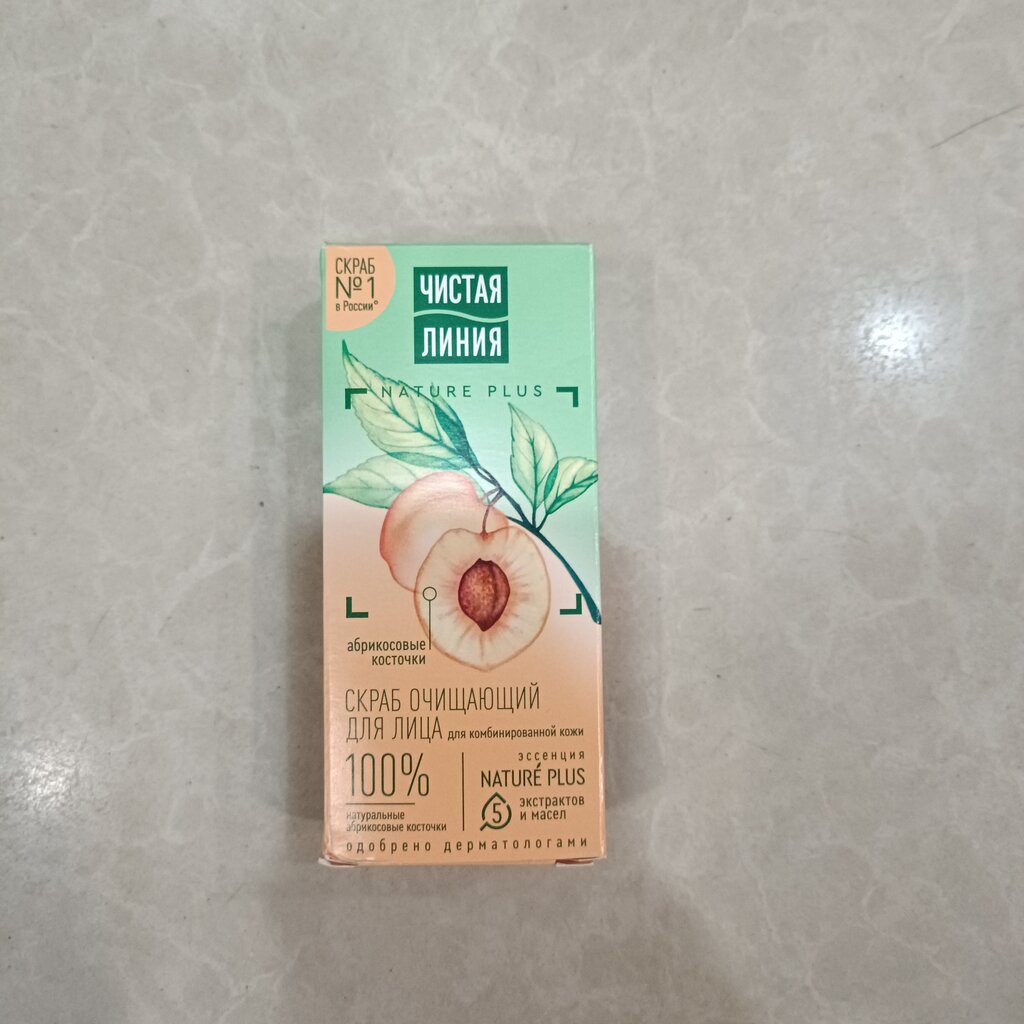 СКРАБ
№1
в России°
ЧИСТАЯ
ЛИНИЯ
NATURE PLUS
абрикосовые
косточки
СКРАБ ОЧИЩАЮЩИЙ
ДЛЯ ЛИЦА для комбинированной кожи
100%
натуральные
абрикосовые косточки
эссенция
NATURÉ PLUS
5 экстрактов
и масел
одобрено дерматологами